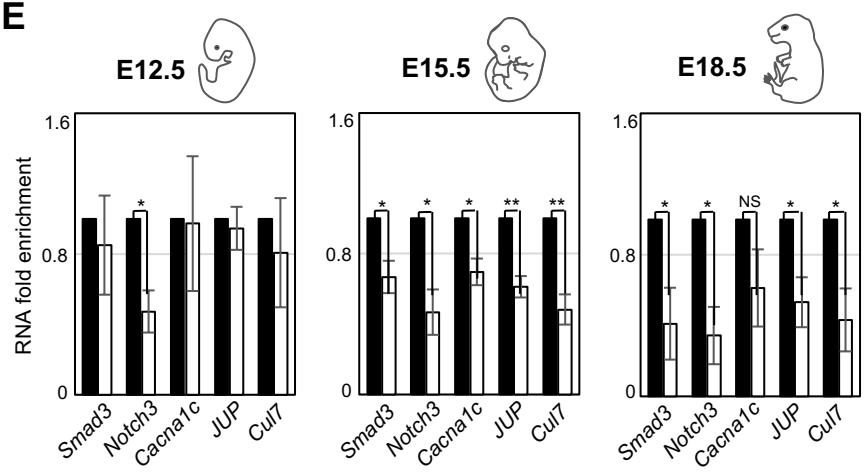 E
E12.5
E15.5
E18.5
RNA fold enrichment
1.6
0.8
0
*
Smad3
Notch3
Cacna1c
JUP
Cul7
1.6
0.8
0
*
*
*
**
**
Smad3
Notch3
Cacna1c
JUP
Cul7
1.6
0.8
0
*
*
NS
*
*
Smad3
Notch3
Cacna1c
JUP
Cul7